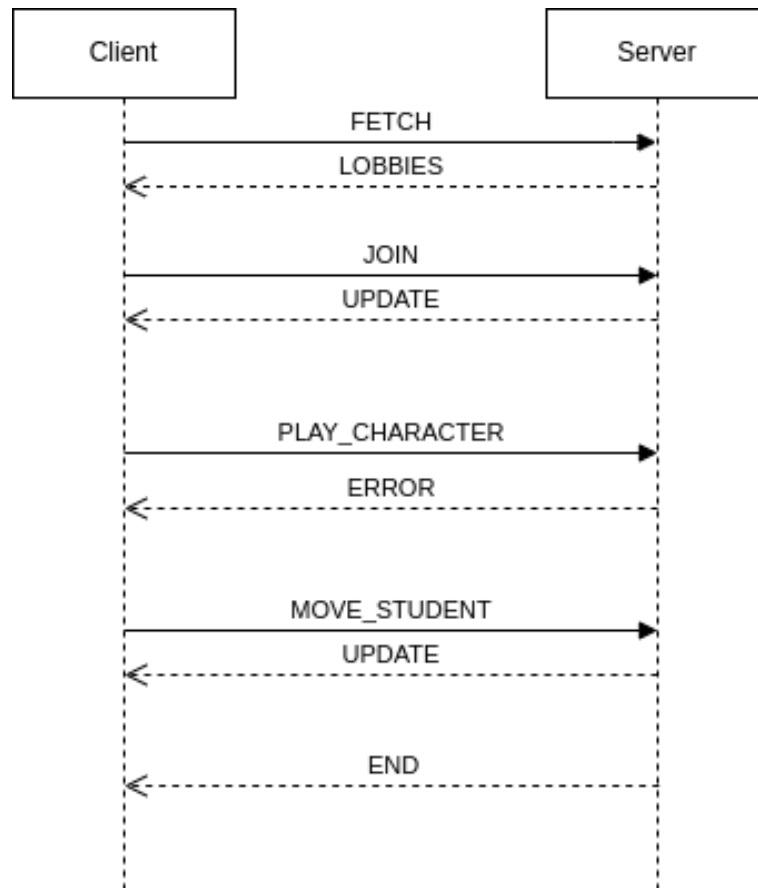 Client
Server
FETCH
LOBBIES
JOIN
UPDATE
PLAY_CHARACTER
ERROR
MOVE_STUDENT
UPDATE
END